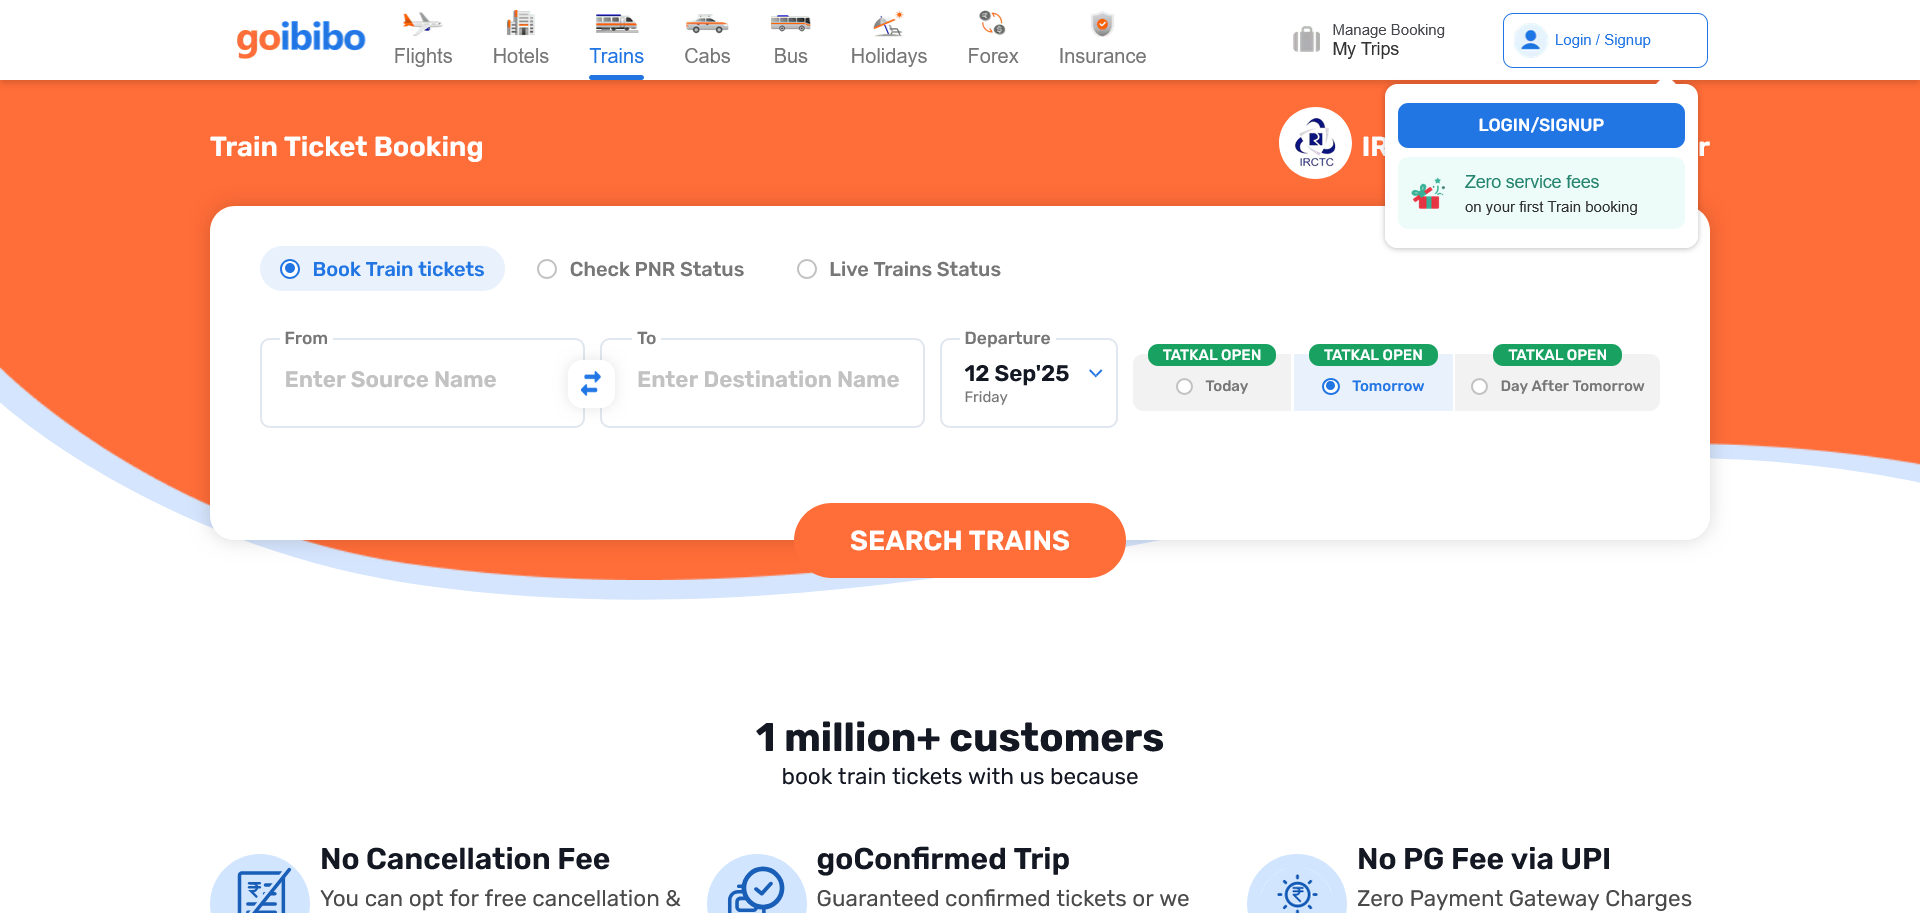 goibibo
Flights
Hotels
Trains
Cabs
Bus
Holidays
Forex
Insurance
Manage Booking
My Trips
Login / Signup
LOGIN/SIGNUP
Zero service fees
on your first Train booking
Train Ticket Booking
IRCTC
Book Train tickets
Check PNR Status
Live Trains Status
From
Enter Source Name
To
Enter Destination Name
Departure
12 Sep'25
Friday
TATKAL OPEN
Today
TATKAL OPEN
Tomorrow
TATKAL OPEN
Day After Tomorrow
SEARCH TRAINS
1 million+ customers
book train tickets with us because
No Cancellation Fee
You can opt for free cancellation &
goConfirmed Trip
Guaranteed confirmed tickets or we
No PG Fee via UPI
Zero Payment Gateway Charges